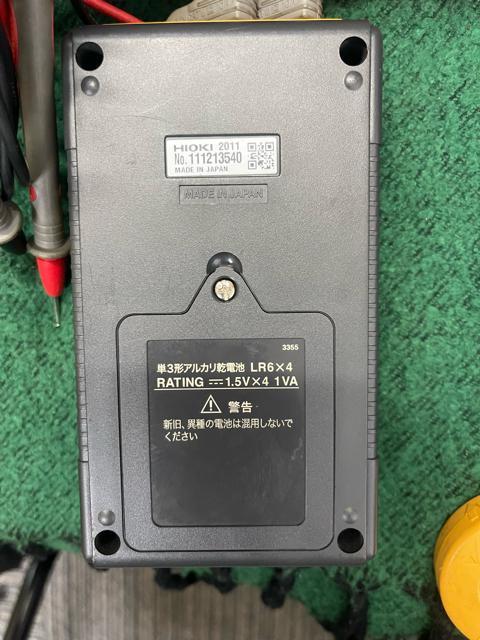 HIOKI 2011
No. 111213540
MADE IN JAPAN
MADE IN JAPAN
3355
単3形アルカリ乾電池 LR6×4
RATING ⎓ 1.5V×4 1VA
⚠ 警告
新旧、異種の電池は混用しないで
ください